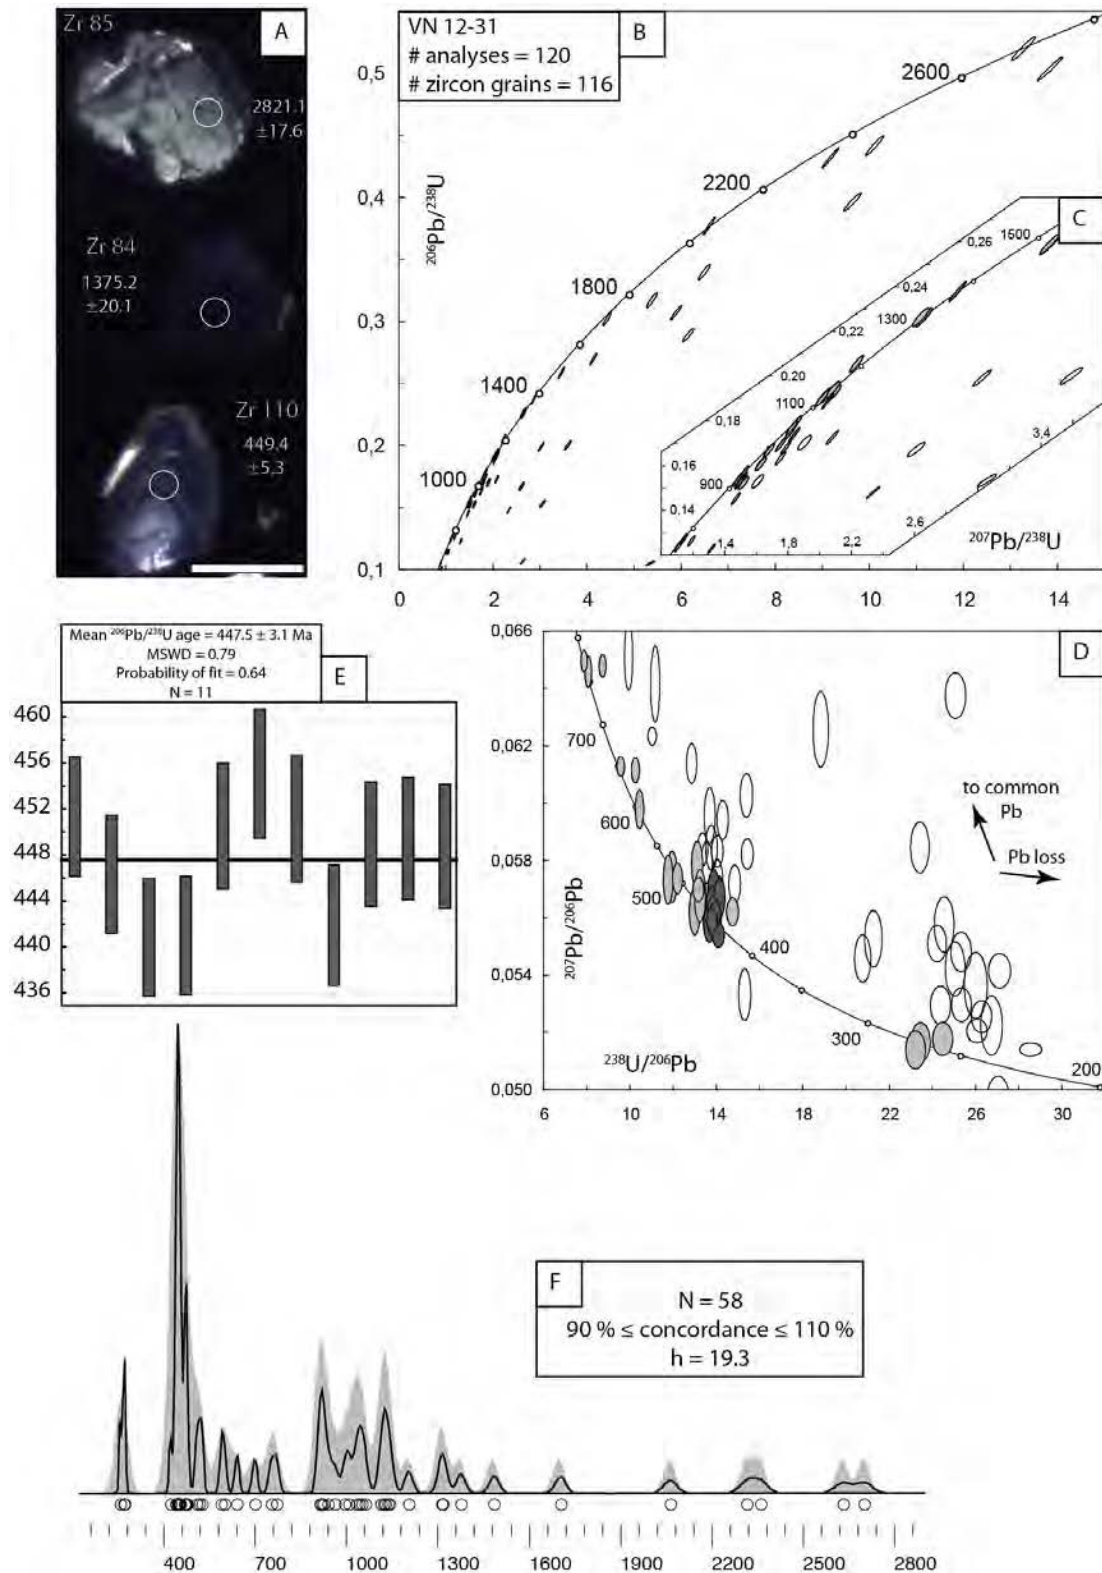 Zr 85
A
2821.1
±17.6
Zr 84
1375.2
±20.1
Zr 110
449.4
±5,3
VN 12-31
# analyses = 120
# zircon grains = 116
B
²⁰⁶Pb/²³⁸U
0,5
0,4
0,3
0,2
0,1
2600
2200
1800
1400
1000
0 2 4 6 8 10 12 14
C
1500
1300
1100
900
0,26
0,24
0,22
0,20
0,18
0,16
0,14
1,4 1,8 2,2
2,6
3,4
²⁰⁷Pb/²³⁸U
Mean ²⁰⁶Pb/²³⁸U age = 447.5 ± 3.1 Ma
MSWD = 0.79
Probability of fit = 0.64
N = 11
E
460
456
452
448
444
440
436
D
0,066
0,062
0,058
0,054
0,050
²⁰⁷Pb/²⁰⁶Pb
700
600
500
400
300
200
to common
Pb
Pb loss
²³⁸U/²⁰⁶Pb
6 10 14 18 22 26 30
F
N = 58
90 % ≤ concordance ≤ 110 %
h = 19.3
400 700 1000 1300 1600 1900 2200 2500 2800